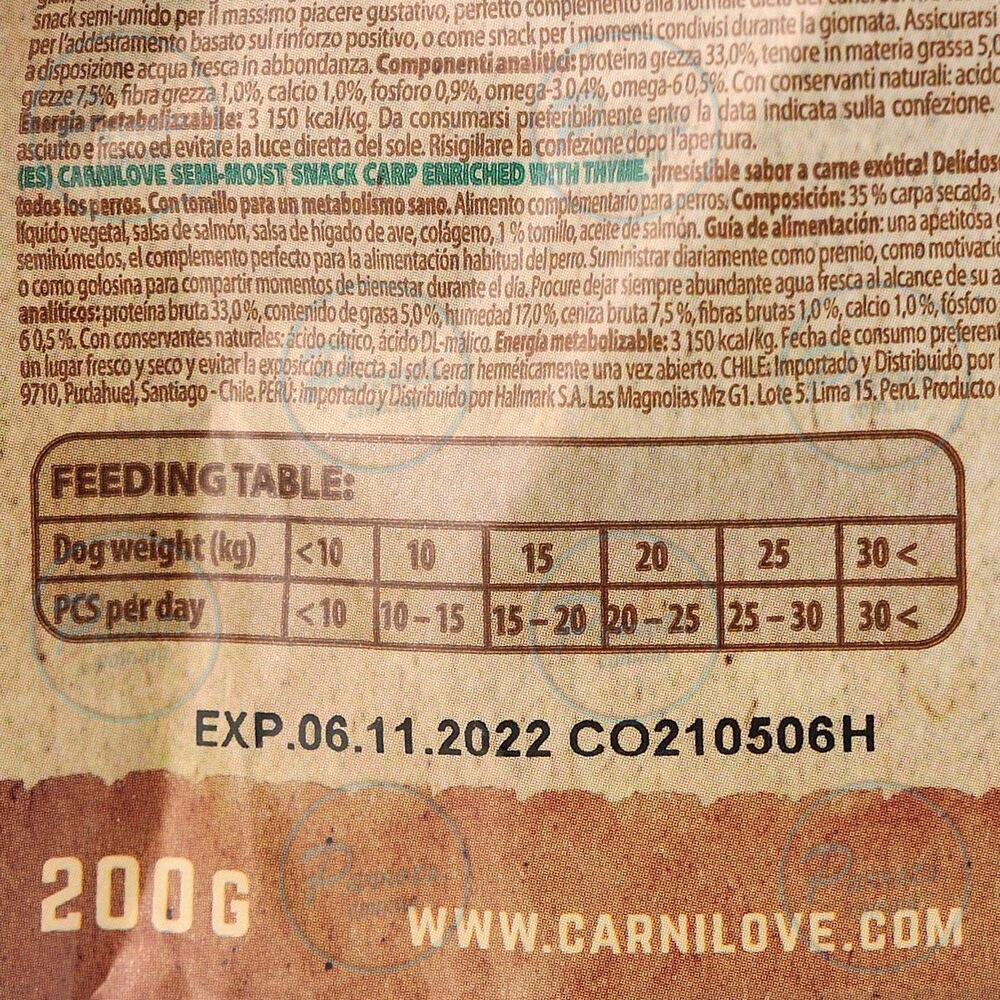 snack semi-umido per il massimo piacere gustativo, perfetto complemento alla normale dieta del
per l'addestramento basato sul rinforzo positivo, o come snack per i momenti condivisi durante la giornata. Assicurarsi
a disposizione acqua fresca in abbondanza. Componenti analitici: proteina grezza 33,0%, tenore in materia grassa 5,0
grezze 7,5%, fibra grezza 1,0%, calcio 1,0%, fosforo 0,9%, omega-3 0,4%, omega-6 0,5%. Con conservanti naturali: acido
Energia metabolizzabile: 3 150 kcal/kg. Da consumarsi preferibilmente entro la data indicata sulla confezione.
asciutto e fresco ed evitare la luce diretta del sole. Risigillare la confezione dopo l'apertura.
(ES) CARNILOVE SEMI-MOIST SNACK CARP ENRICHED WITH THYME. ¡Irresistible sabor a carne exótica! Delicios
todos los perros. Con tomillo para un metabolismo sano. Alimento complementario para perros. Composición: 35 % carpa secada,
líquido vegetal, salsa de salmón, salsa de hígado de ave, colágeno, 1 % tomillo, aceite de salmón. Guía de alimentación: una apetitosa
semihúmedos, el complemento perfecto para la alimentación habitual del perro. Suministrar diariamente como premio, como motivaci
o como golosina para compartir momentos de bienestar durante el día. Procure dejar siempre abundante agua fresca al alcance de su a
analíticos: proteína bruta 33,0%, contenido de grasa 5,0%, humedad 17,0%, ceniza bruta 7,5 %, fibras brutas 1,0 %, calcio 1,0 %, fósforo
6 0,5 %. Con conservantes naturales: ácido cítrico, ácido DL-málico. Energía metabolizable: 3 150 kcal/kg. Fecha de consumo preferen
un lugar fresco y seco y evitar la exposición directa al sol. Cerrar herméticamente una vez abierto. CHILE: Importado y Distribuido por
9710, Pudahuel, Santiago - Chile. PERU: Importado y Distribuido por Hallmark S.A. Las Magnolias Mz G1. Lote 5. Lima 15. Perú. Producto
FEEDING TABLE:
Dog weight (kg) <10 10 15 20 25 30<
PCS per day <10 10–15 15–20 20–25 25–30 30<
EXP.06.11.2022 CO210506H
200G
WWW.CARNILOVE.COM